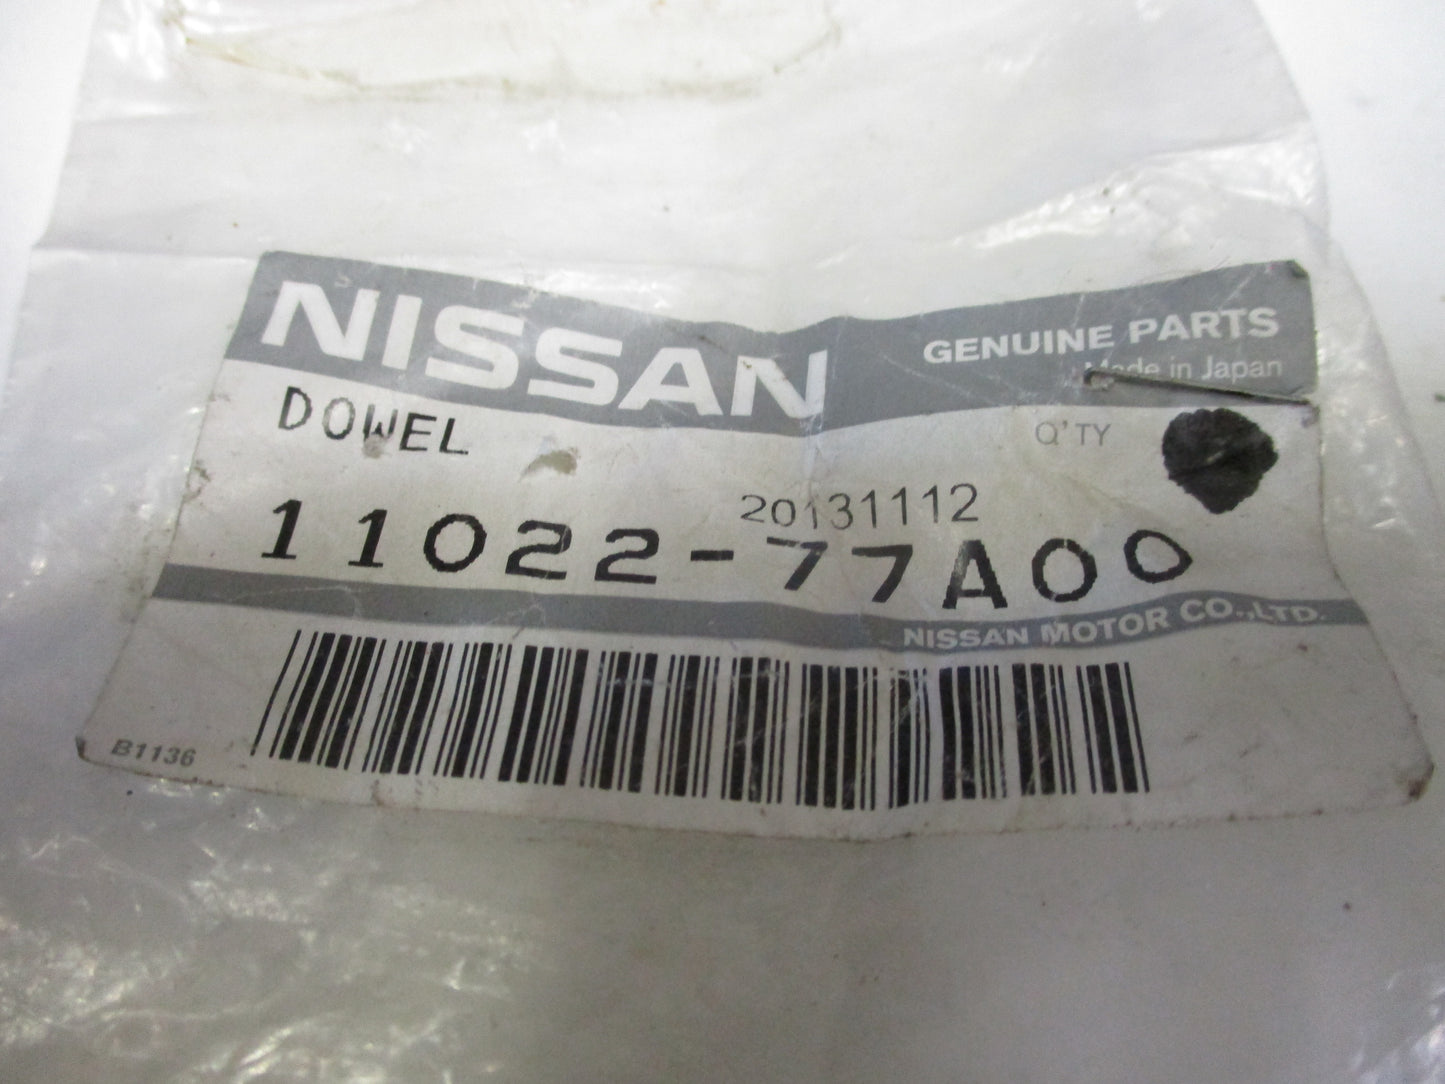 NISSAN
GENUINE PARTS
Made in Japan
DOWEL
Q'TY
20131112
11022-77A00
NISSAN MOTOR CO.,LTD.
B1136